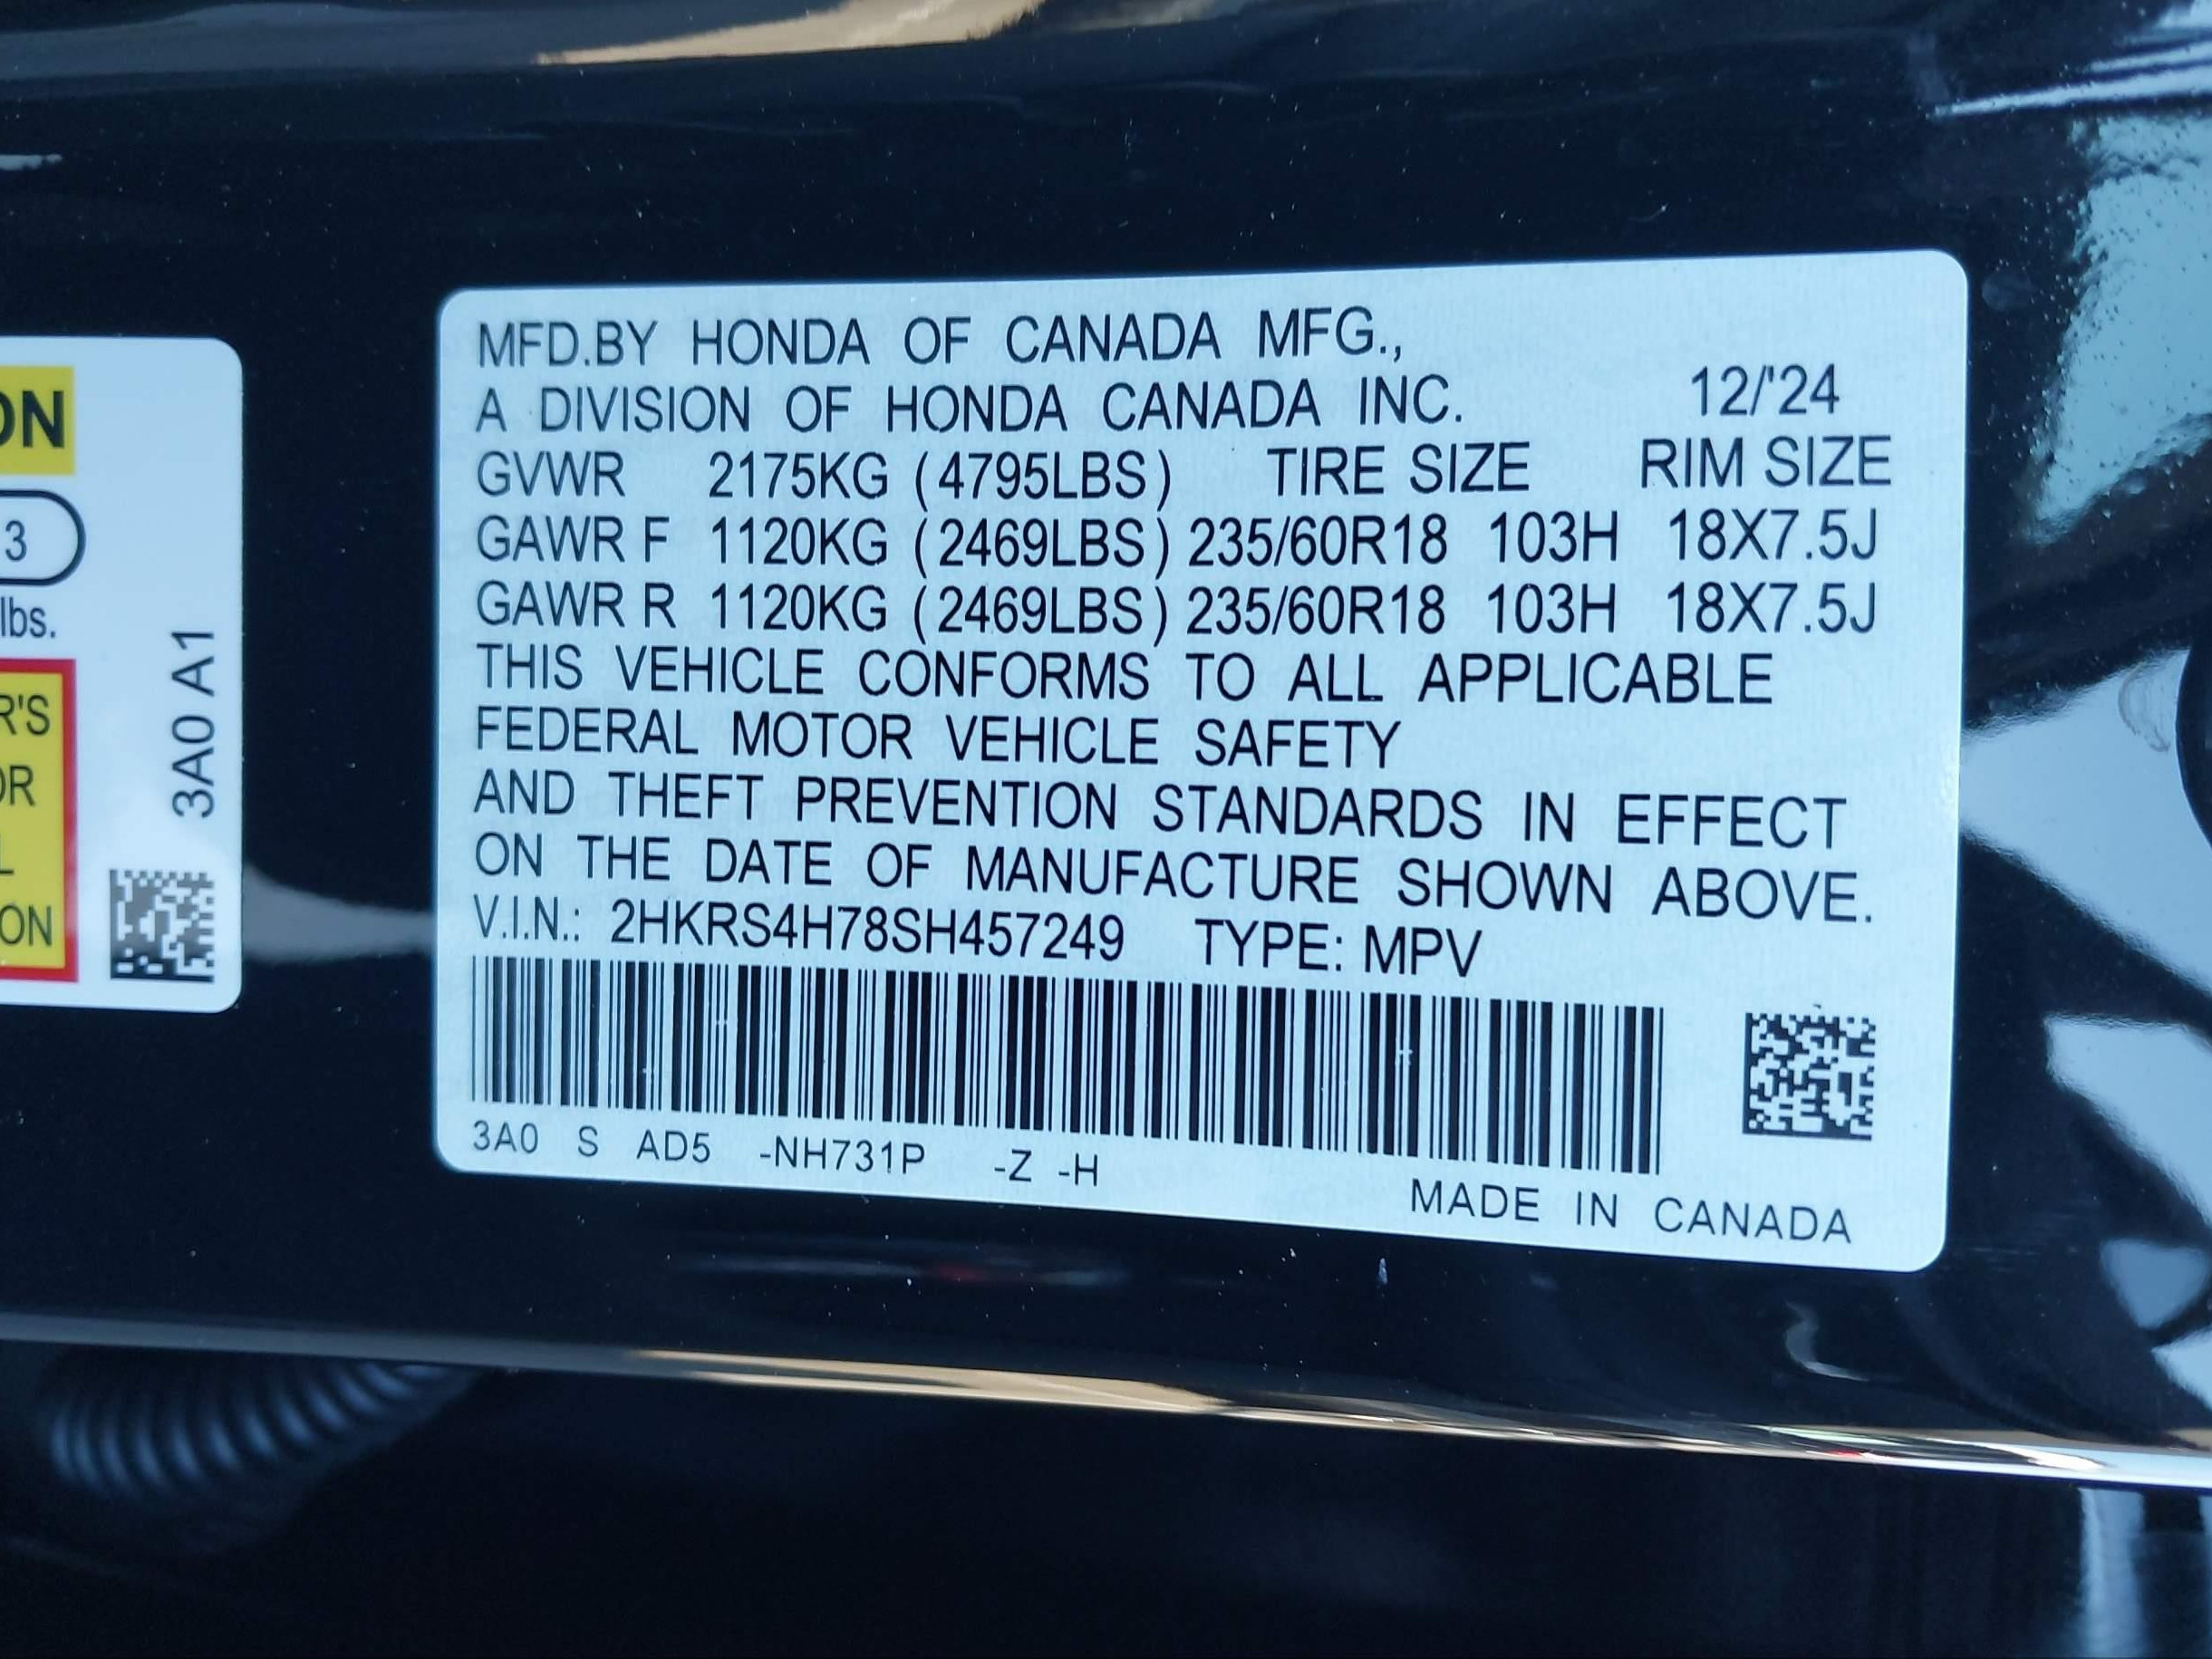 ON
3
lbs.
R'S
OR
L
ON
3A0 A1
MFD.BY HONDA OF CANADA MFG.,
A DIVISION OF HONDA CANADA INC. 12/'24
GVWR 2175KG (4795LBS) TIRE SIZE RIM SIZE
GAWR F 1120KG (2469LBS) 235/60R18 103H 18X7.5J
GAWR R 1120KG (2469LBS) 235/60R18 103H 18X7.5J
THIS VEHICLE CONFORMS TO ALL APPLICABLE
FEDERAL MOTOR VEHICLE SAFETY
AND THEFT PREVENTION STANDARDS IN EFFECT
ON THE DATE OF MANUFACTURE SHOWN ABOVE.
V.I.N.: 2HKRS4H78SH457249 TYPE: MPV
3A0 S AD5 -NH731P -Z -H
MADE IN CANADA